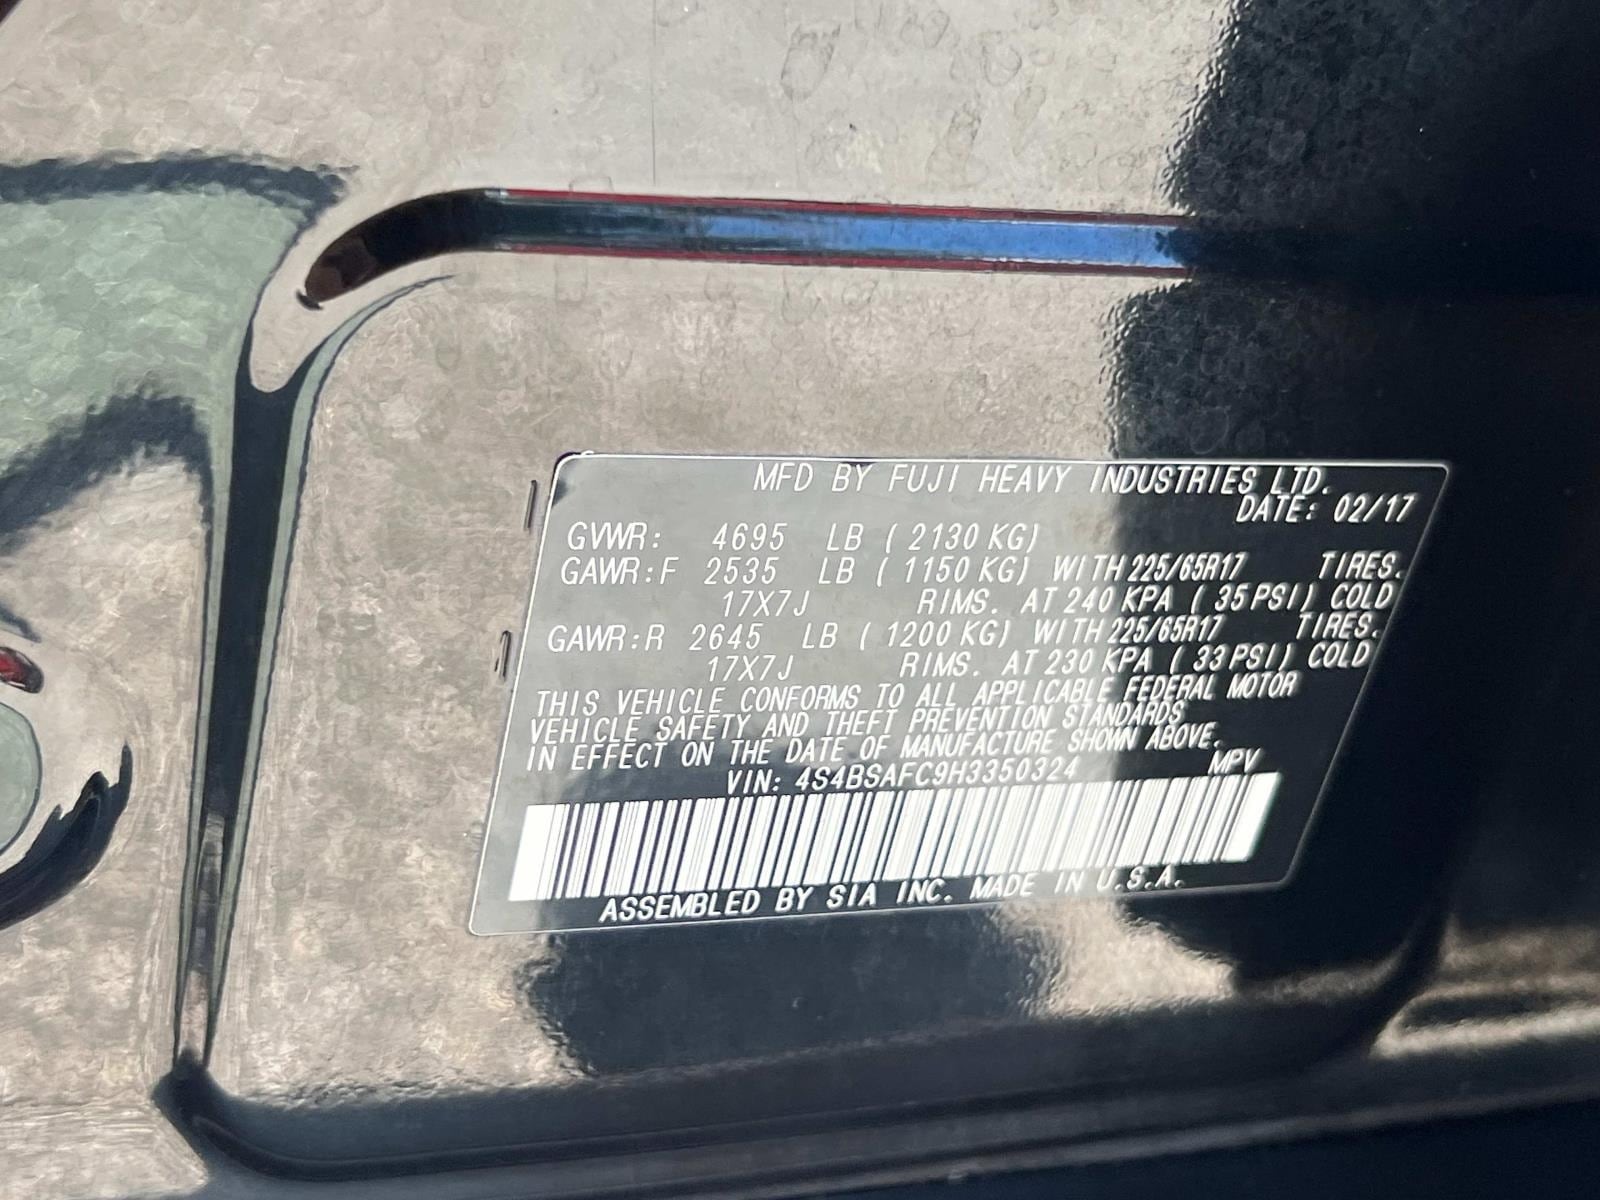 MFD BY FUJI HEAVY INDUSTRIES LTD.
DATE: 02/17
GVWR: 4695 LB ( 2130 KG)
GAWR:F 2535 LB ( 1150 KG) WITH 225/65R17 TIRES.
17X7J RIMS. AT 240 KPA ( 35 PSI) COLD
GAWR:R 2645 LB ( 1200 KG) WITH 225/65R17 TIRES.
17X7J RIMS. AT 230 KPA ( 33 PSI) COLD
THIS VEHICLE CONFORMS TO ALL APPLICABLE FEDERAL MOTOR
VEHICLE SAFETY AND THEFT PREVENTION STANDARDS
IN EFFECT ON THE DATE OF MANUFACTURE SHOWN ABOVE.
VIN: 4S4BSAFC9H3350324 MPV
ASSEMBLED BY SIA INC. MADE IN U.S.A.